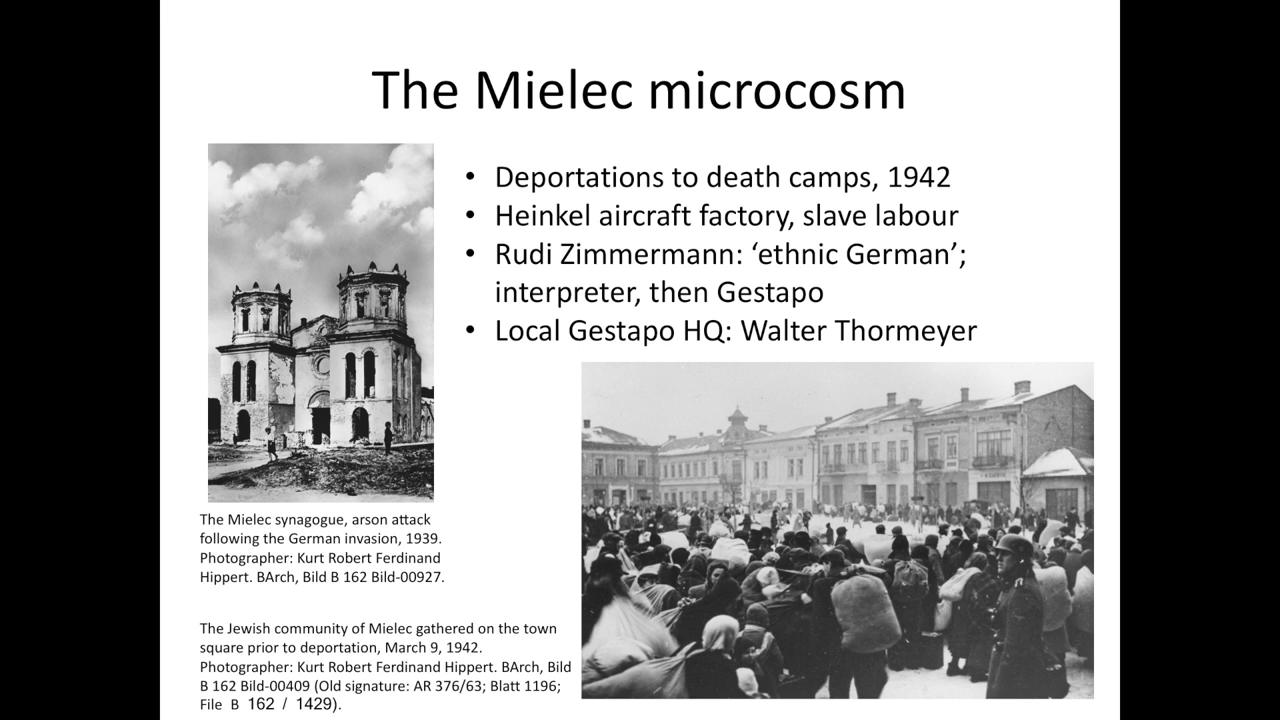 The Mielec microcosm
• Deportations to death camps, 1942
• Heinkel aircraft factory, slave labour
• Rudi Zimmermann: ‘ethnic German’;
interpreter, then Gestapo
• Local Gestapo HQ: Walter Thormeyer
The Mielec synagogue, arson attack
following the German invasion, 1939.
Photographer: Kurt Robert Ferdinand
Hippert. BArch, Bild B 162 Bild-00927.
The Jewish community of Mielec gathered on the town
square prior to deportation, March 9, 1942.
Photographer: Kurt Robert Ferdinand Hippert. BArch, Bild
B 162 Bild-00409 (Old signature: AR 376/63; Blatt 1196;
File B 162 / 1429).